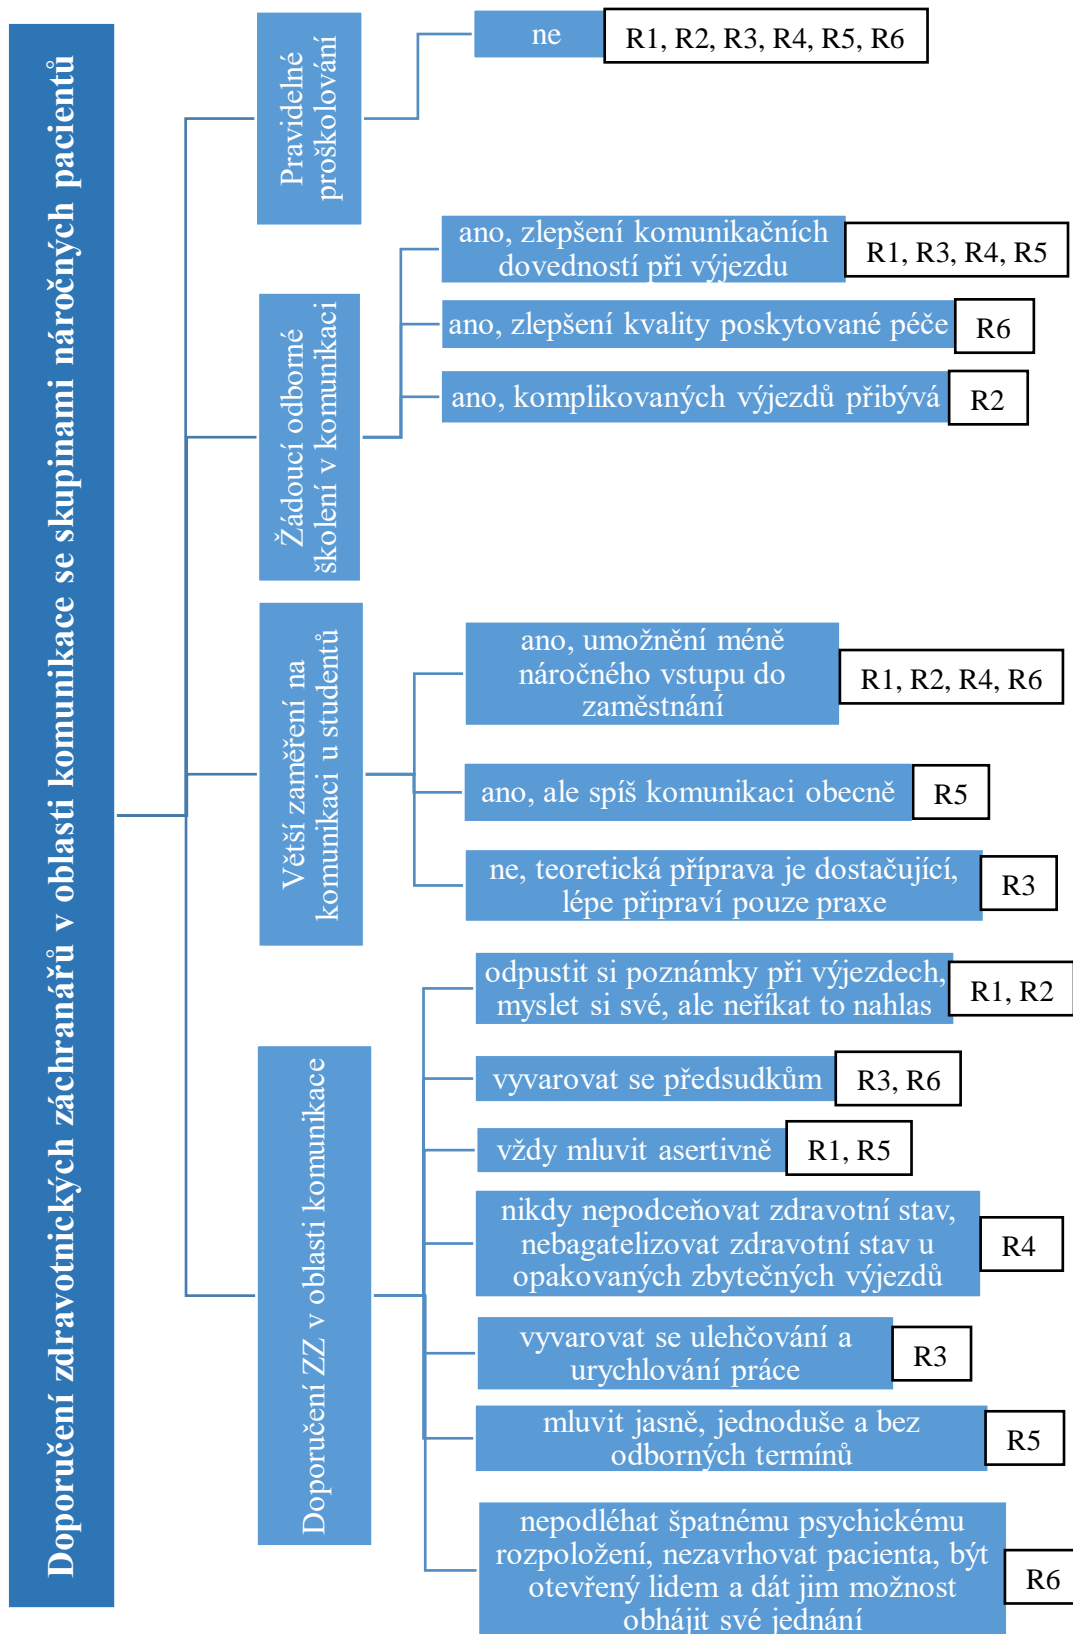 Doporučení zdravotnických záchranářů v oblasti komunikace se skupinami náročných pacientů
Pravidelné
proškolování
ne
R1, R2, R3, R4, R5, R6
Žádoucí odborné
školení v komunikaci
ano, zlepšení komunikačních
dovedností při výjezdu
R1, R3, R4, R5
ano, zlepšení kvality poskytované péče
R6
ano, komplikovaných výjezdů přibývá
R2
Větší zaměření na
komunikaci u studentů
ano, umožnění méně
náročného vstupu do
zaměstnání
R1, R2, R4, R6
ano, ale spíš komunikaci obecně
R5
ne, teoretická příprava je dostačující,
lépe připraví pouze praxe
R3
Doporučení ZZ v oblasti komunikace
odpustit si poznámky při výjezdech,
myslet si své, ale neříkat to nahlas
R1, R2
vyvarovat se předsudkům
R3, R6
vždy mluvit asertivně
R1, R5
nikdy nepodceňovat zdravotní stav,
nebagatelizovat zdravotní stav u
opakovaných zbytečných výjezdů
R4
vyvarovat se ulehčování a
urychlování práce
R3
mluvit jasně, jednoduše a bez
odborných termínů
R5
nepodléhat špatnému psychickému
rozpoložení, nezavrhovat pacienta, být
otevřený lidem a dát jim možnost
obhájit své jednání
R6